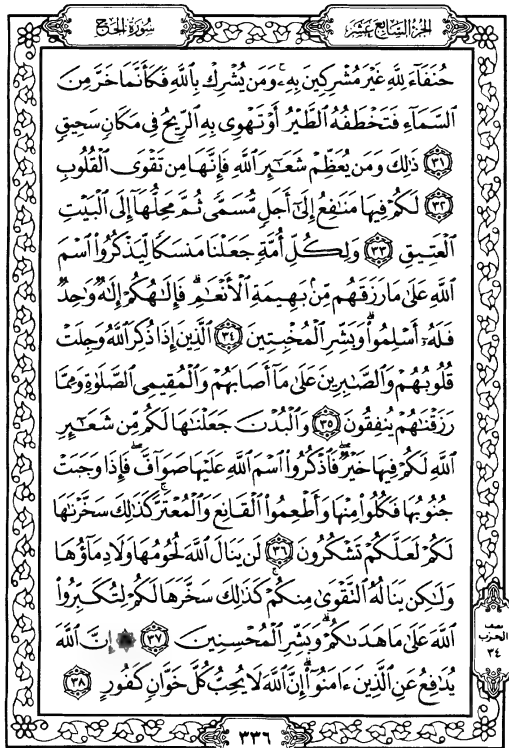 الجزء السابع عشر
سورة الحج
حُنَفَآءَ لِلَّهِ غَيْرَ مُشْرِكِينَ بِهِۦ وَمَن يُشْرِكْ بِٱللَّهِ فَكَأَنَّمَا خَرَّ مِنَ
ٱلسَّمَآءِ فَتَخْطَفُهُ ٱلطَّيْرُ أَوْ تَهْوِى بِهِ ٱلرِّيحُ فِى مَكَانٍ سَحِيقٍ
٣١ ذَٰلِكَ وَمَن يُعَظِّمْ شَعَٰٓئِرَ ٱللَّهِ فَإِنَّهَا مِن تَقْوَى ٱلْقُلُوبِ
٣٢ لَكُمْ فِيهَا مَنَٰفِعُ إِلَىٰٓ أَجَلٍ مُّسَمًّى ثُمَّ مَحِلُّهَآ إِلَى ٱلْبَيْتِ
ٱلْعَتِيقِ ٣٣ وَلِكُلِّ أُمَّةٍ جَعَلْنَا مَنسَكًا لِّيَذْكُرُوا۟ ٱسْمَ
ٱللَّهِ عَلَىٰ مَا رَزَقَهُم مِّنۢ بَهِيمَةِ ٱلْأَنْعَٰمِ ۗ فَإِلَٰهُكُمْ إِلَٰهٌ وَٰحِدٌ
فَلَهُۥٓ أَسْلِمُوا۟ ۗ وَبَشِّرِ ٱلْمُخْبِتِينَ ٣٤ ٱلَّذِينَ إِذَا ذُكِرَ ٱللَّهُ وَجِلَتْ
قُلُوبُهُمْ وَٱلصَّٰبِرِينَ عَلَىٰ مَآ أَصَابَهُمْ وَٱلْمُقِيمِى ٱلصَّلَوٰةِ وَمِمَّا
رَزَقْنَٰهُمْ يُنفِقُونَ ٣٥ وَٱلْبُدْنَ جَعَلْنَٰهَا لَكُم مِّن شَعَٰٓئِرِ
ٱللَّهِ لَكُمْ فِيهَا خَيْرٌ ۖ فَٱذْكُرُوا۟ ٱسْمَ ٱللَّهِ عَلَيْهَا صَوَآفَّ ۖ فَإِذَا وَجَبَتْ
جُنُوبُهَا فَكُلُوا۟ مِنْهَا وَأَطْعِمُوا۟ ٱلْقَانِعَ وَٱلْمُعْتَرَّ ۚ كَذَٰلِكَ سَخَّرْنَٰهَا
لَكُمْ لَعَلَّكُمْ تَشْكُرُونَ ٣٦ لَن يَنَالَ ٱللَّهَ لُحُومُهَا وَلَا دِمَآؤُهَا
وَلَٰكِن يَنَالُهُ ٱلتَّقْوَىٰ مِنكُمْ ۚ كَذَٰلِكَ سَخَّرَهَا لَكُمْ لِتُكَبِّرُوا۟
ٱللَّهَ عَلَىٰ مَا هَدَىٰكُمْ ۗ وَبَشِّرِ ٱلْمُحْسِنِينَ ٣٧ ۞ إِنَّ ٱللَّهَ
يُدَٰفِعُ عَنِ ٱلَّذِينَ ءَامَنُوٓا۟ ۗ إِنَّ ٱللَّهَ لَا يُحِبُّ كُلَّ خَوَّانٍ كَفُورٍ ٣٨
نصف
الحزب
٣٤
٣٣٦